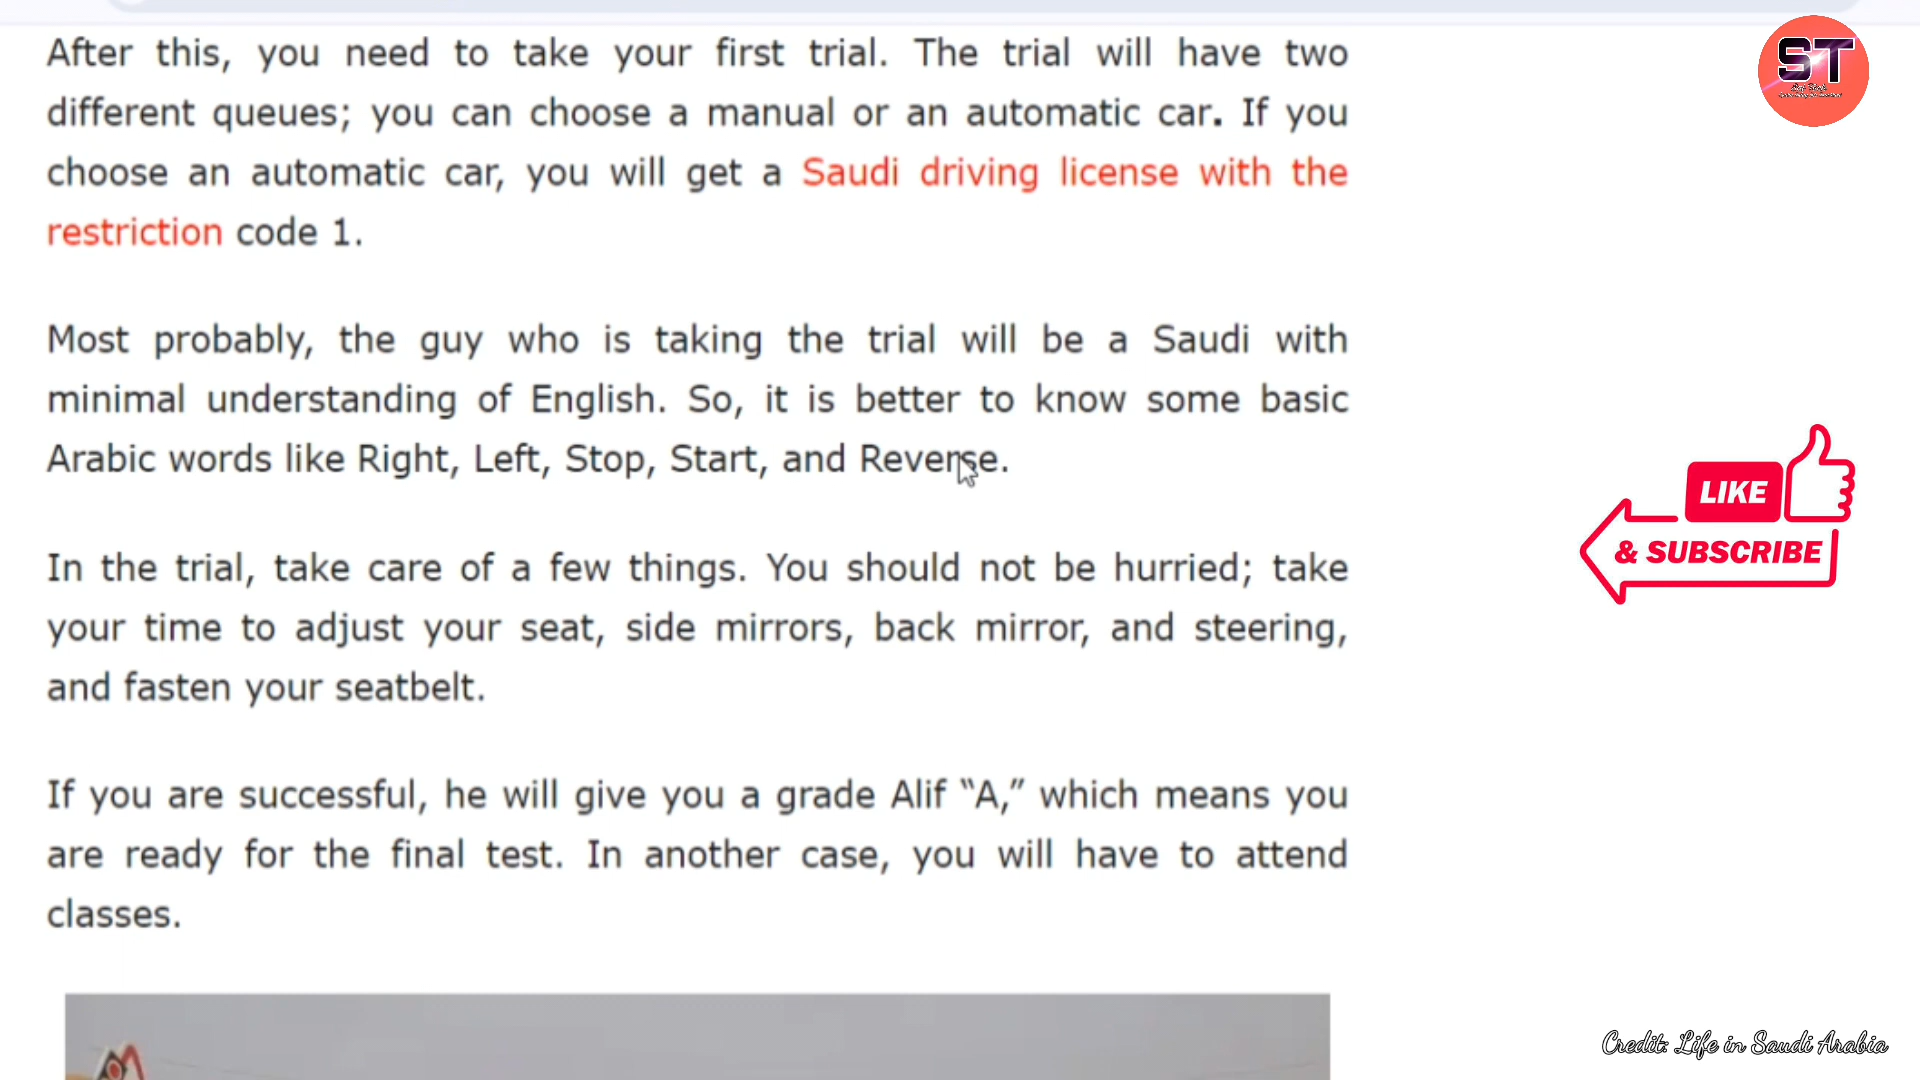 After this, you need to take your first trial. The trial will have two
different queues; you can choose a manual or an automatic car. If you
choose an automatic car, you will get a Saudi driving license with the
restriction code 1.
Most probably, the guy who is taking the trial will be a Saudi with
minimal understanding of English. So, it is better to know some basic
Arabic words like Right, Left, Stop, Start, and Reverse.
In the trial, take care of a few things. You should not be hurried; take
your time to adjust your seat, side mirrors, back mirror, and steering,
and fasten your seatbelt.
If you are successful, he will give you a grade Alif “A,” which means you
are ready for the final test. In another case, you will have to attend
classes.
ST
LIKE
& SUBSCRIBE
Credit: Life in Saudi Arabia